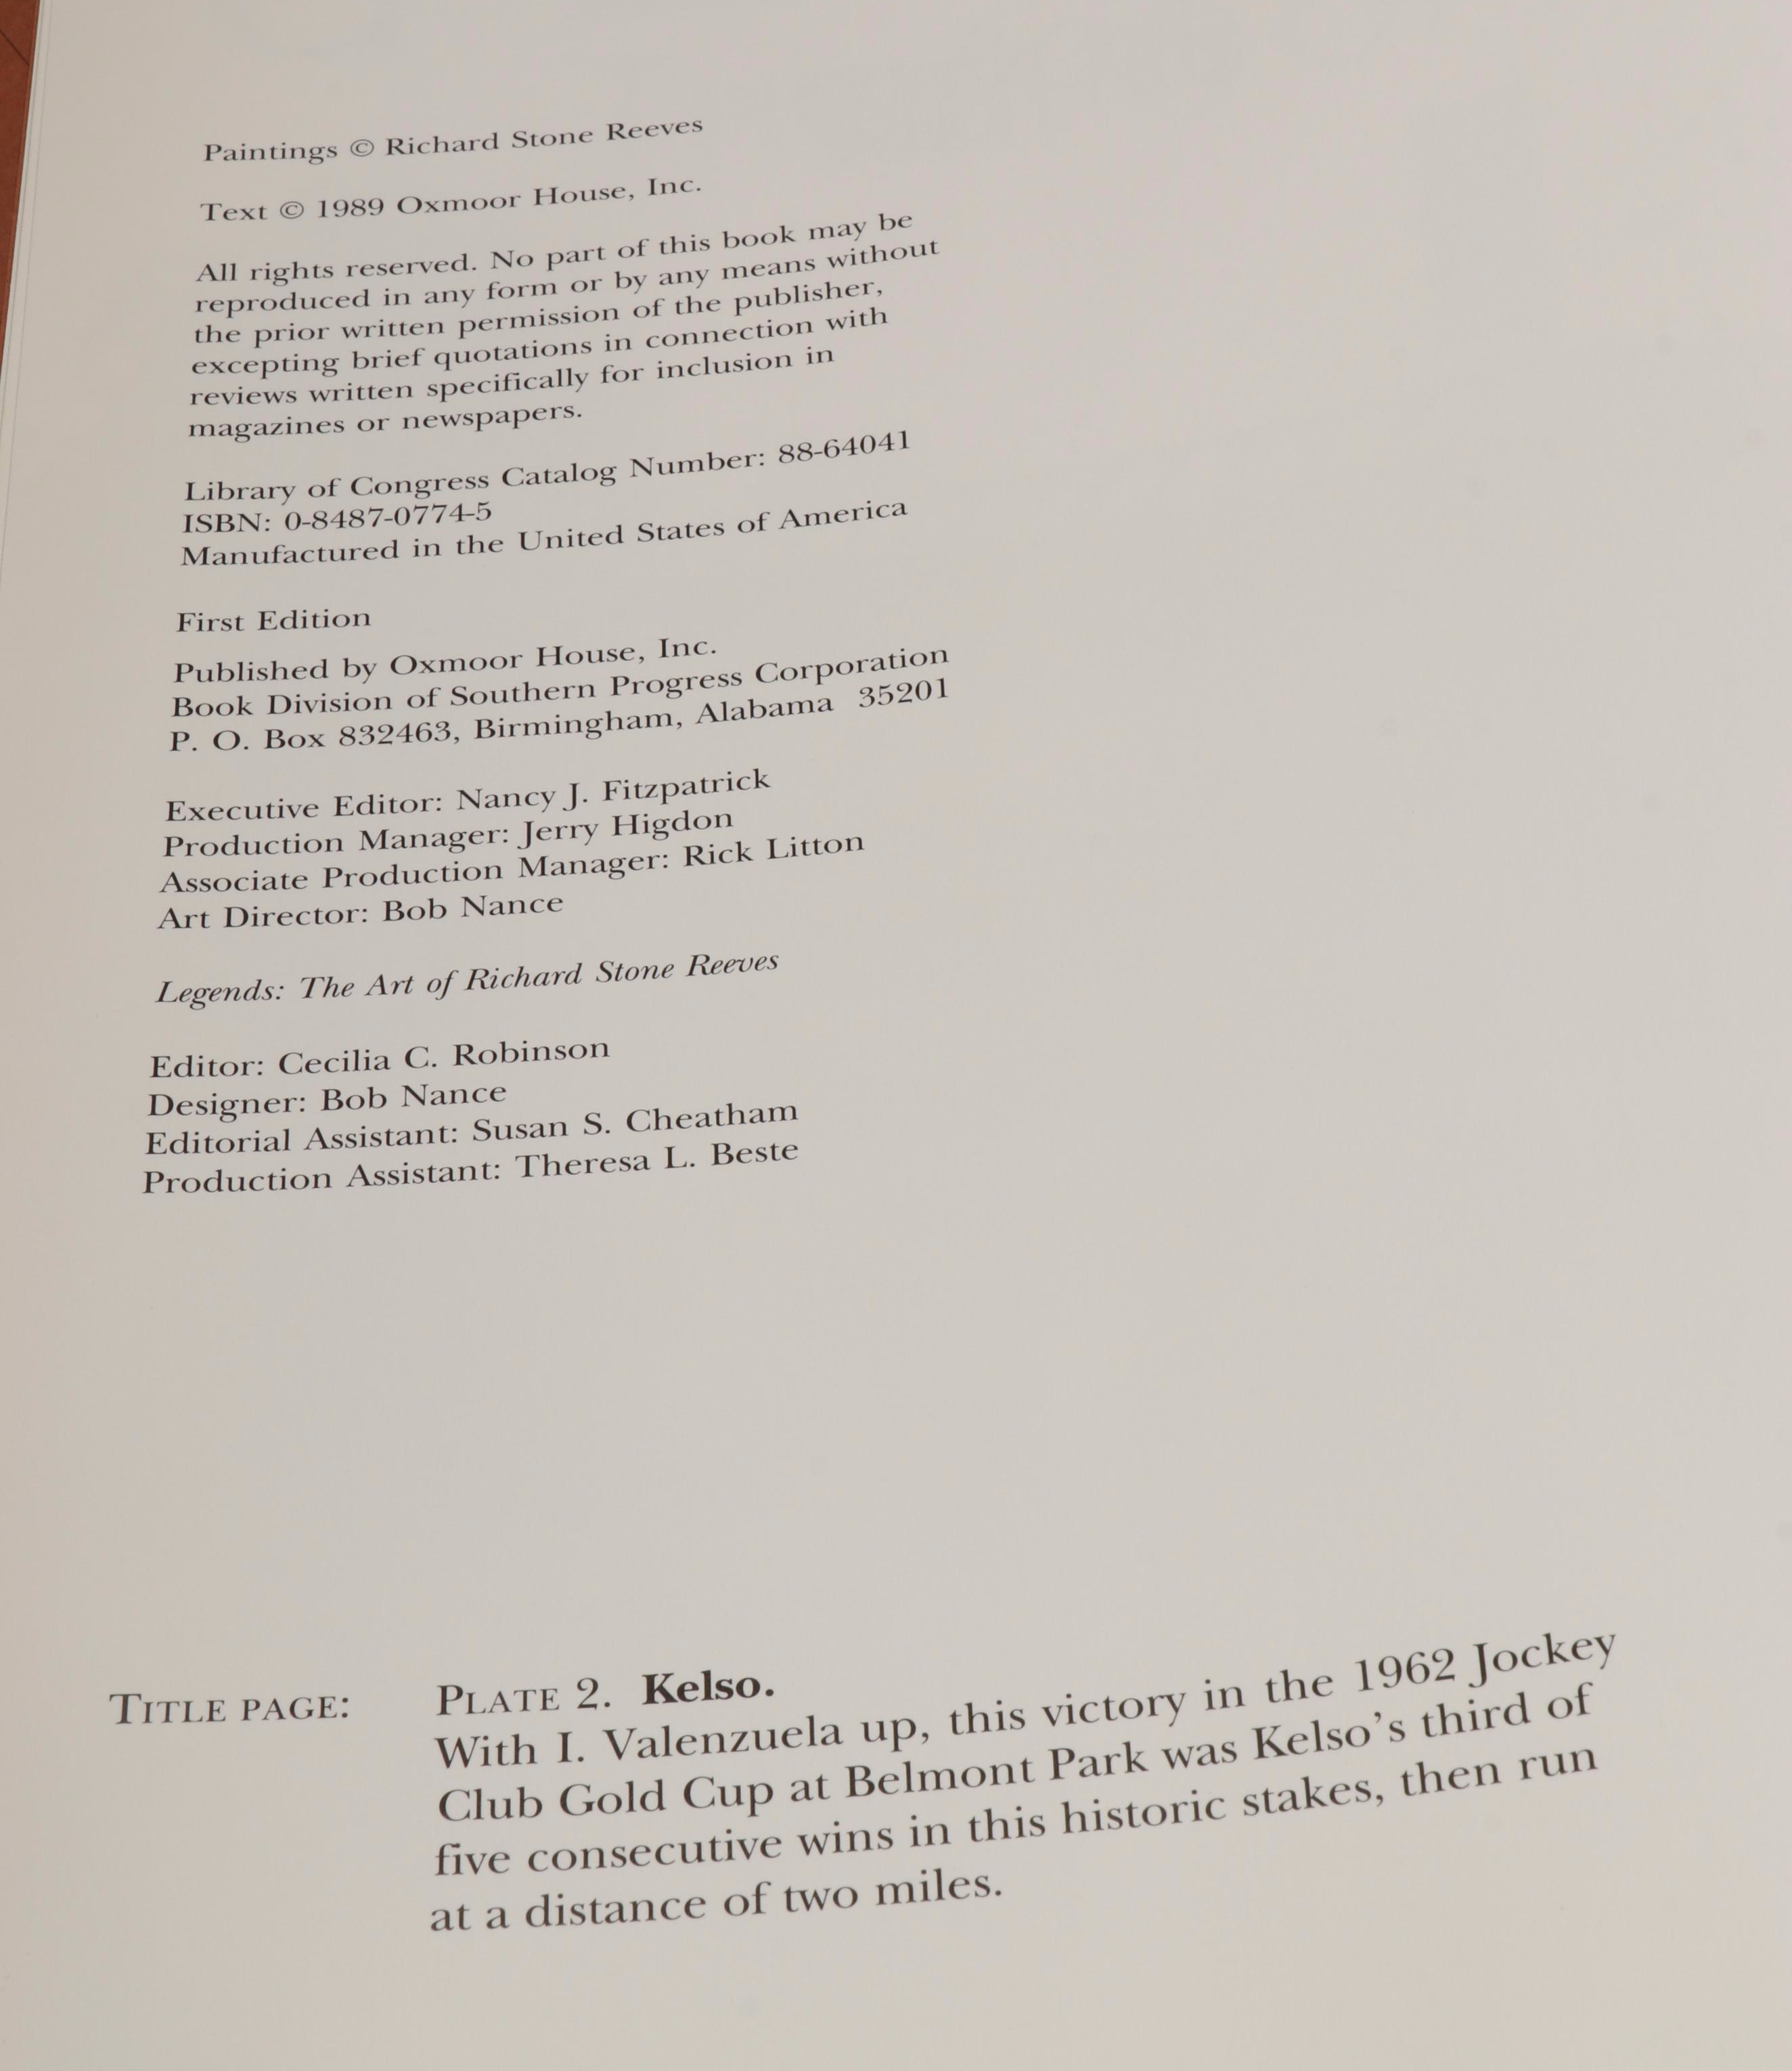 Paintings © Richard Stone Reeves
Text © 1989 Oxmoor House, Inc.
All rights reserved. No part of this book may be
reproduced in any form or by any means without
the prior written permission of the publisher,
excepting brief quotations in connection with
reviews written specifically for inclusion in
magazines or newspapers.
Library of Congress Catalog Number: 88-64041
ISBN: 0-8487-0774-5
Manufactured in the United States of America
First Edition
Published by Oxmoor House, Inc.
Book Division of Southern Progress Corporation
P. O. Box 832463, Birmingham, Alabama 35201
Executive Editor: Nancy J. Fitzpatrick
Production Manager: Jerry Higdon
Associate Production Manager: Rick Litton
Art Director: Bob Nance
Legends: The Art of Richard Stone Reeves
Editor: Cecilia C. Robinson
Designer: Bob Nance
Editorial Assistant: Susan S. Cheatham
Production Assistant: Theresa L. Beste
TITLE PAGE: PLATE 2. Kelso.
With I. Valenzuela up, this victory in the 1962 Jockey
Club Gold Cup at Belmont Park was Kelso's third of
five consecutive wins in this historic stakes, then run
at a distance of two miles.